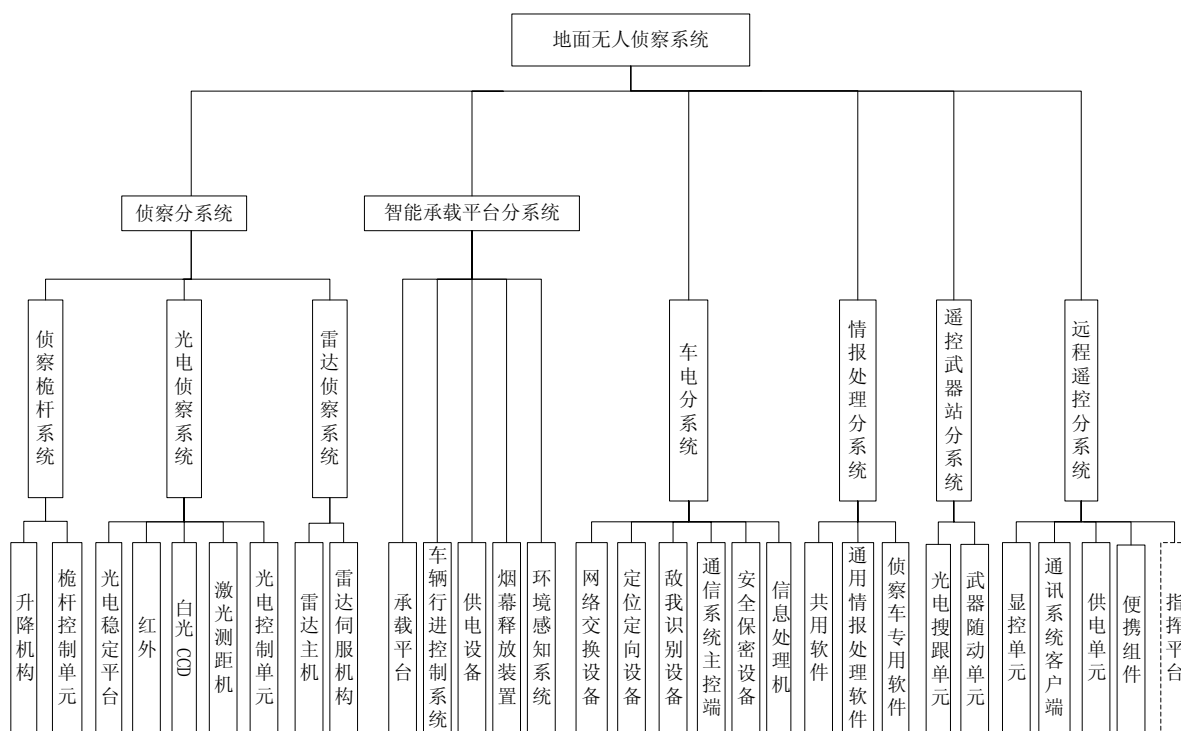 地面无人侦察系统
侦察分系统
智能承载平台分系统
侦察桅杆系统
光电侦察系统
雷达侦察系统
车电分系统
情报处理分系统
遥控武器站分系统
远程遥控分系统
升降机构
桅杆控制单元
光电稳定平台
红外
白光 CCD
激光测距机
光电控制单元
雷达主机
雷达伺服机构
承载平台
车辆行进控制系统
供电设备
烟幕释放装置
环境感知系统
网络交换设备
定位定向设备
敌我识别设备
通信系统主控端
安全保密设备
信息处理机
共用软件
通用情报处理软件
侦察车专用软件
光电搜跟单元
武器随动单元
显控单元
通讯系统客户端
供电单元
便携组件
指挥平台